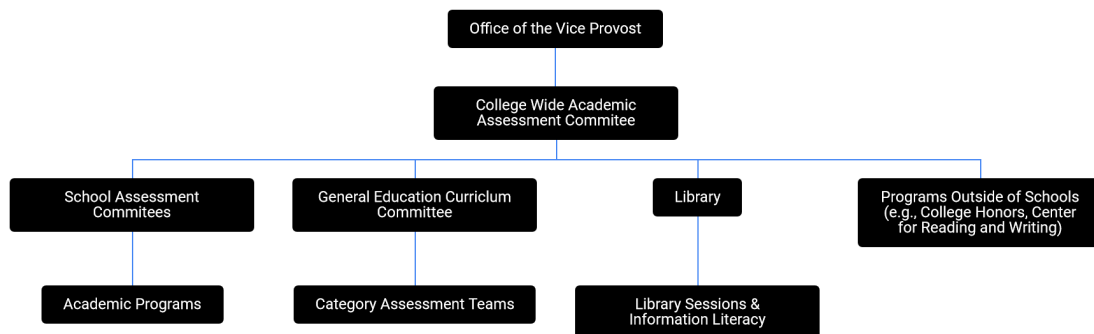 Office of the Vice Provost
College Wide Academic
Assessment Commitee
School Assessment
Commitees
General Education Curriclum
Committee
Library
Programs Outside of Schools
(e.g., College Honors, Center
for Reading and Writing)
Academic Programs
Category Assessment Teams
Library Sessions &
Information Literacy